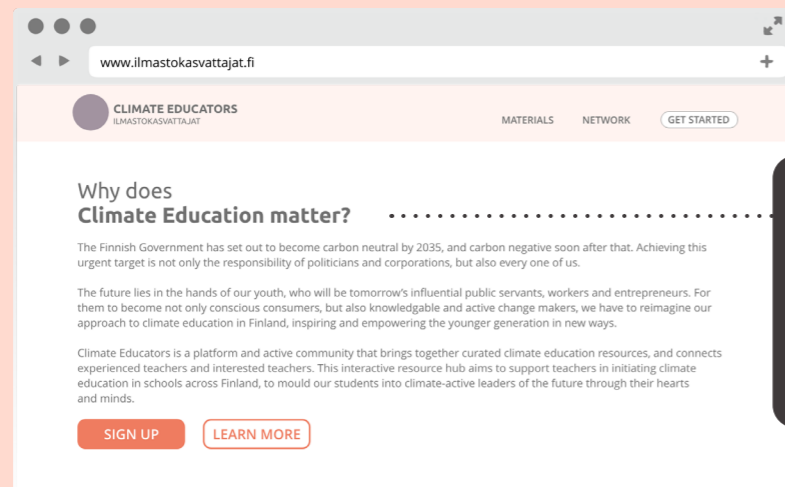 www.ilmastokasvattajat.fi
CLIMATE EDUCATORS
ILMASTOKASVATTAJAT
MATERIALS NETWORK GET STARTED
Why does
Climate Education matter?
The Finnish Government has set out to become carbon neutral by 2035, and carbon negative soon after that. Achieving this
urgent target is not only the responsibility of politicians and corporations, but also every one of us.
The future lies in the hands of our youth, who will be tomorrow's influential public servants, workers and entrepreneurs. For
them to become not only conscious consumers, but also knowledgable and active change makers, we have to reimagine our
approach to climate education in Finland, inspiring and empowering the younger generation in new ways.
Climate Educators is a platform and active community that brings together curated climate education resources, and connects
experienced teachers and interested teachers. This interactive resource hub aims to support teachers in initiating climate
education in schools across Finland, to mould our students into climate-active leaders of the future through their hearts
and minds.
SIGN UP LEARN MORE